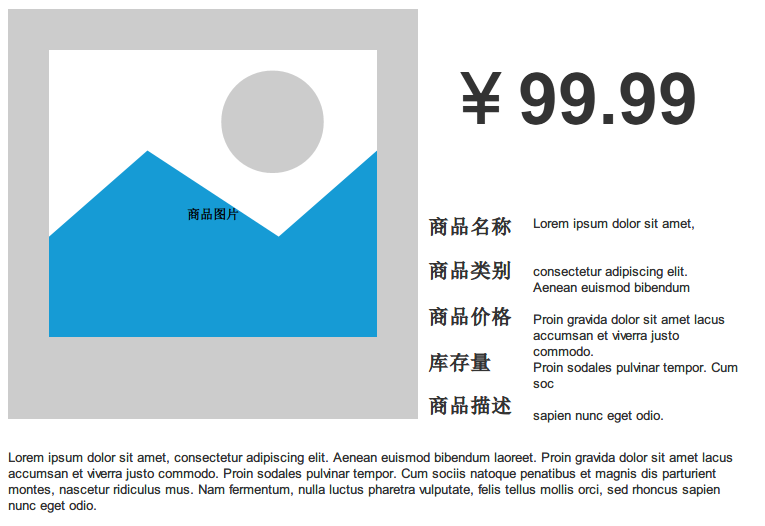 ¥ 99.99
商品图片
商品名称
Lorem ipsum dolor sit amet,
商品类别
consectetur adipiscing elit.
Aenean euismod bibendum
商品价格
Proin gravida dolor sit amet lacus
accumsan et viverra justo
commodo.
库存量
Proin sodales pulvinar tempor. Cum
soc
商品描述
sapien nunc eget odio.
Lorem ipsum dolor sit amet, consectetur adipiscing elit. Aenean euismod bibendum laoreet. Proin gravida dolor sit amet lacus
accumsan et viverra justo commodo. Proin sodales pulvinar tempor. Cum sociis natoque penatibus et magnis dis parturient
montes, nascetur ridiculus mus. Nam fermentum, nulla luctus pharetra vulputate, felis tellus mollis orci, sed rhoncus sapien
nunc eget odio.